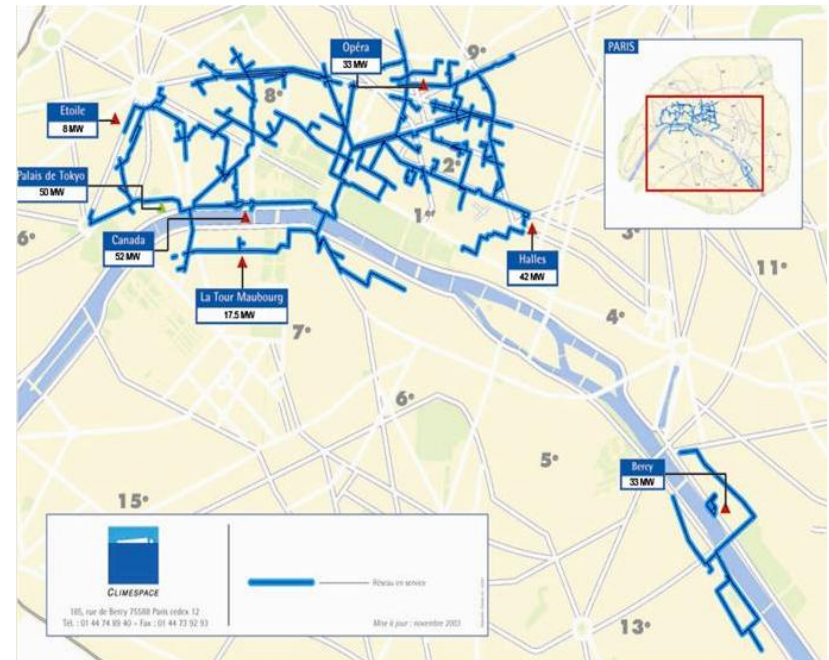 Opéra
33 MW
9e
PARIS
8e
Etoile
8 MW
2e
Palais de Tokyo
50 MW
1er
6e
Canada
52 MW
3e
Halles
42 MW
11e
La Tour Maubourg
17.5 MW
7e
4e
6e
5e
Bercy
33 MW
15e
CLIMESPACE
Réseau en service
185, rue de Bercy 75588 Paris cedex 12
Tél. : 01 44 74 89 40 - Fax : 01 44 73 92 93
Mise à jour : novembre 2003
13e